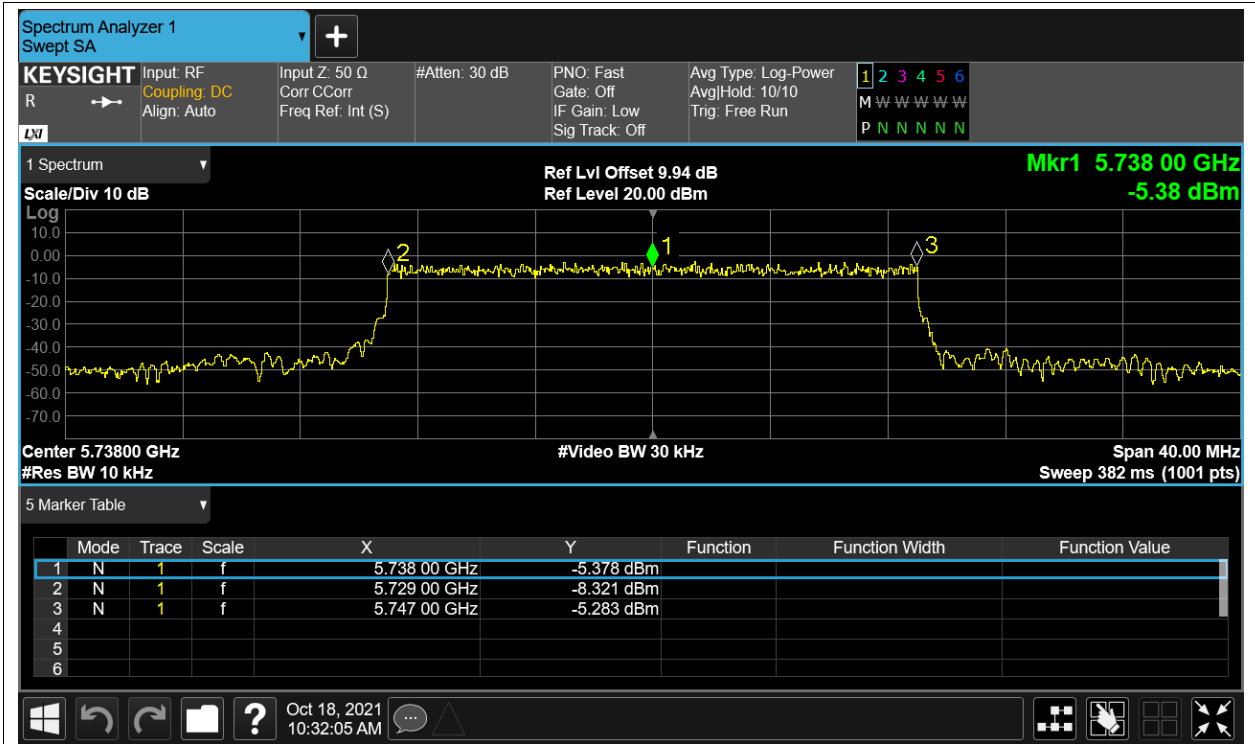 Spectrum Analyzer 1
Swept SA
KEYSIGHT Input: RF Input Z: 50 Ω #Atten: 30 dB PNO: Fast Avg Type: Log-Power 1 2 3 4 5 6
R Coupling: DC Corr CCorr Gate: Off Avg|Hold: 10/10 M W W W W W
Align: Auto Freq Ref: Int (S) IF Gain: Low Trig: Free Run
LXI Sig Track: Off P N N N N N
1 Spectrum Ref Lvl Offset 9.94 dB Mkr1 5.738 00 GHz
Scale/Div 10 dB Ref Level 20.00 dBm -5.38 dBm
Log
10.0
0.00
-10.0
-20.0
-30.0
-40.0
-50.0
-60.0
-70.0
2 1 3
Center 5.73800 GHz #Video BW 30 kHz Span 40.00 MHz
#Res BW 10 kHz Sweep 382 ms (1001 pts)
5 Marker Table
Mode Trace Scale X Y Function Function Width Function Value
1 N 1 f 5.738 00 GHz -5.378 dBm
2 N 1 f 5.729 00 GHz -8.321 dBm
3 N 1 f 5.747 00 GHz -5.283 dBm
4
5
6
? Oct 18, 2021
10:32:05 AM